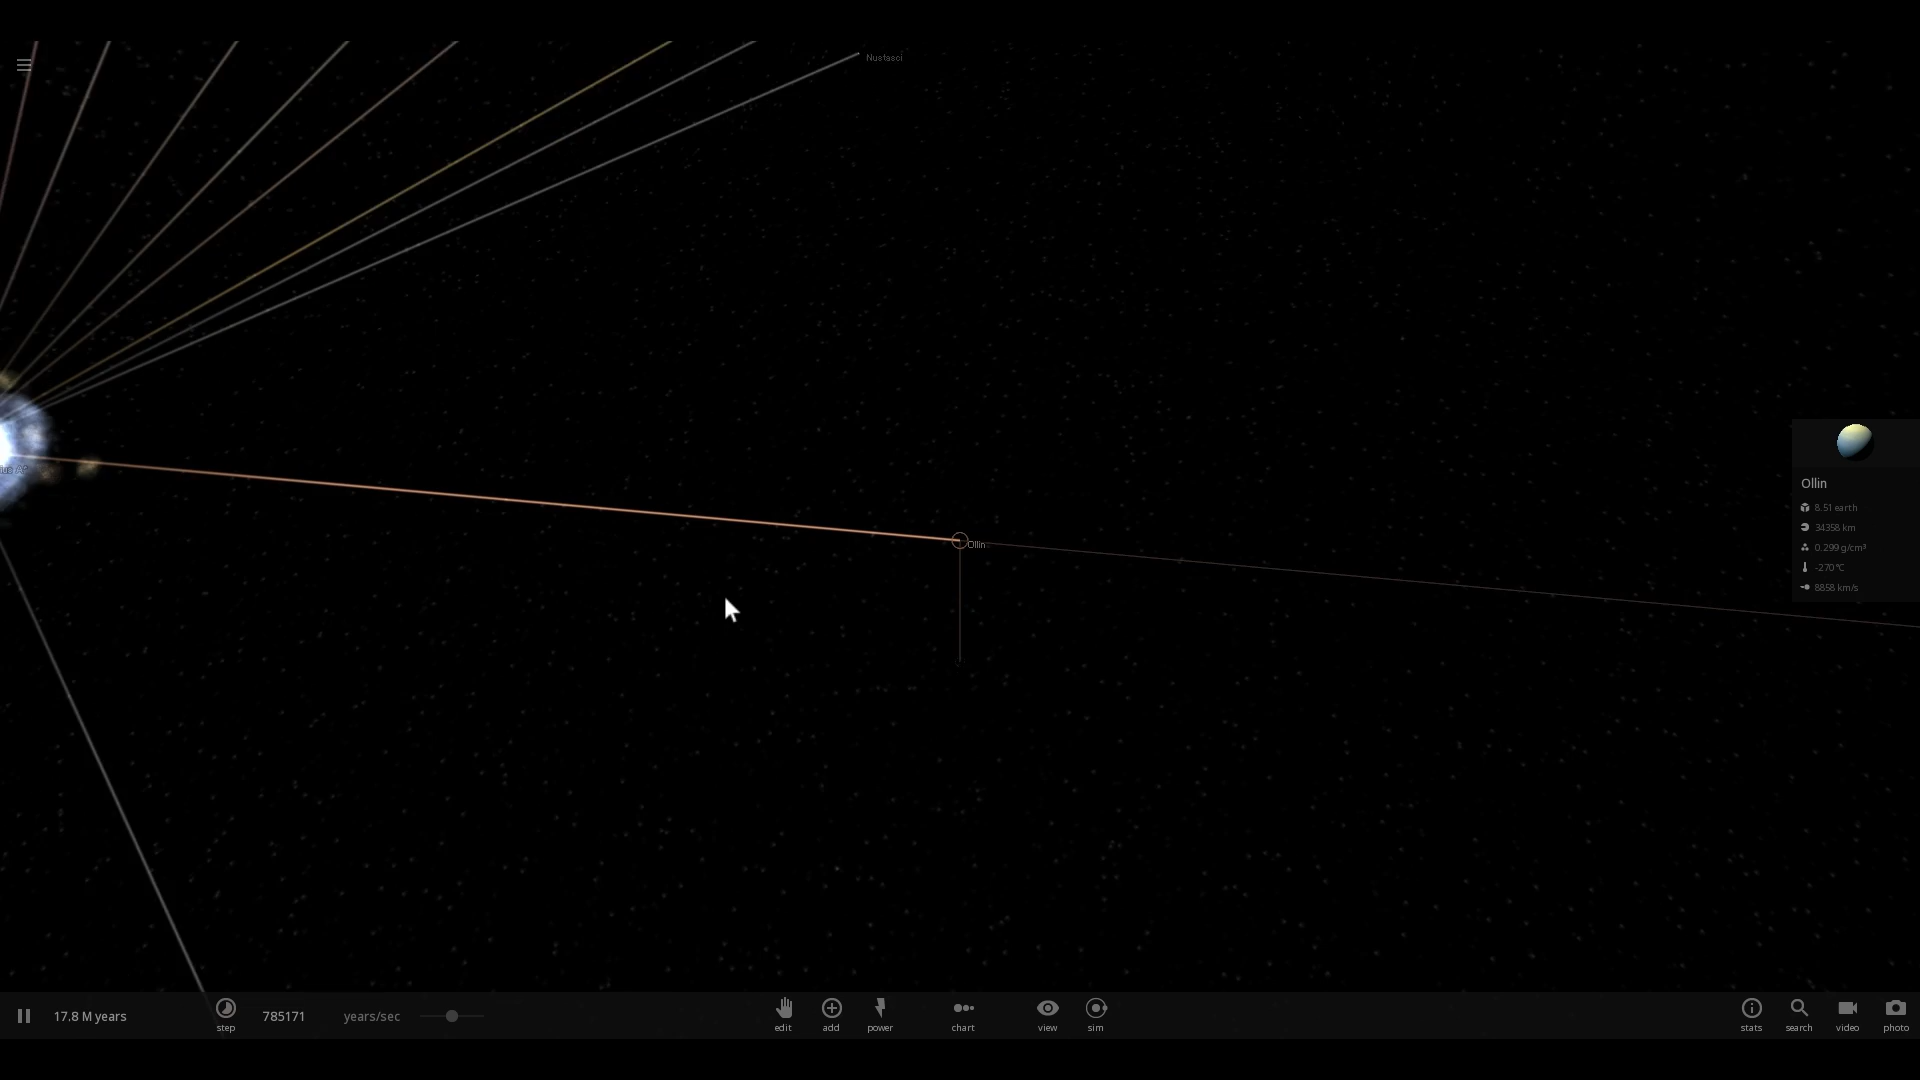 Nustasci
Ollin
Ollin
8.51 earth
34358 km
0.299 g/cm³
-270°C
8858 km/s
17.8 M years
step
785171
years/sec
edit
add
power
chart
view
sim
stats
search
video
photo